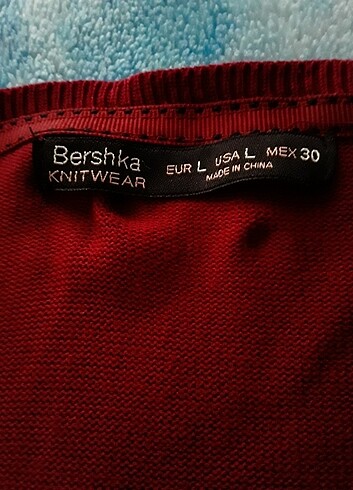 Bershka
KNITWEAR
EUR L USA L MEX 30
MADE IN CHINA